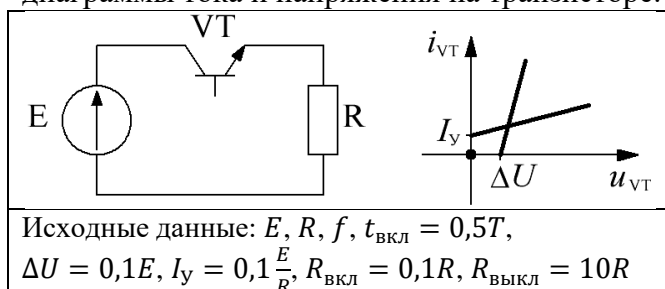 диаграммы тока и напряжения на транзисторе.
VT
E
R
i_VT
I_У
ΔU
u_VT
Исходные данные: E, R, f, t_вкл = 0,5T,
ΔU = 0,1E, I_У = 0,1 E/R, R_вкл = 0,1R, R_выкл = 10R